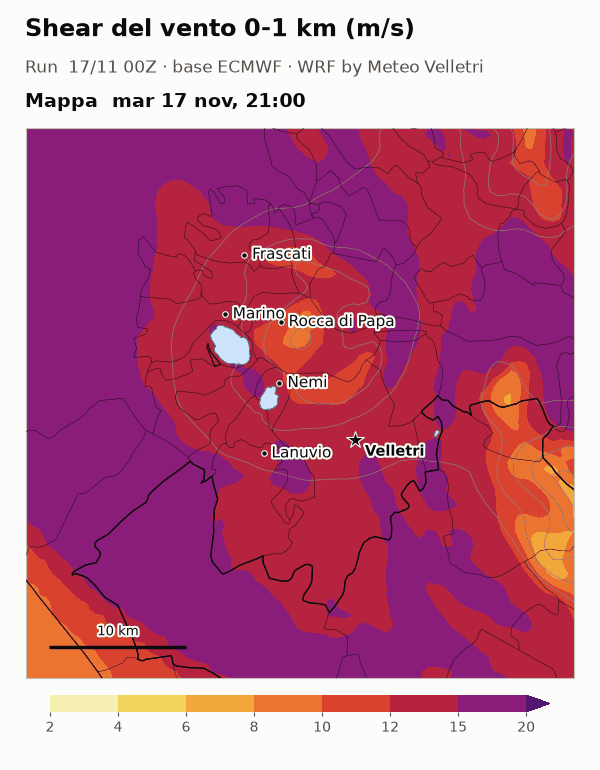 Shear del vento 0-1 km (m/s)
Run  17/11 00Z · base ECMWF · WRF by Meteo Velletri
Mappa  mar 17 nov, 21:00
Frascati
Marino
Rocca di Papa
Nemi
Velletri
Lanuvio
10 km
2 4 6 8 10 12 15 20